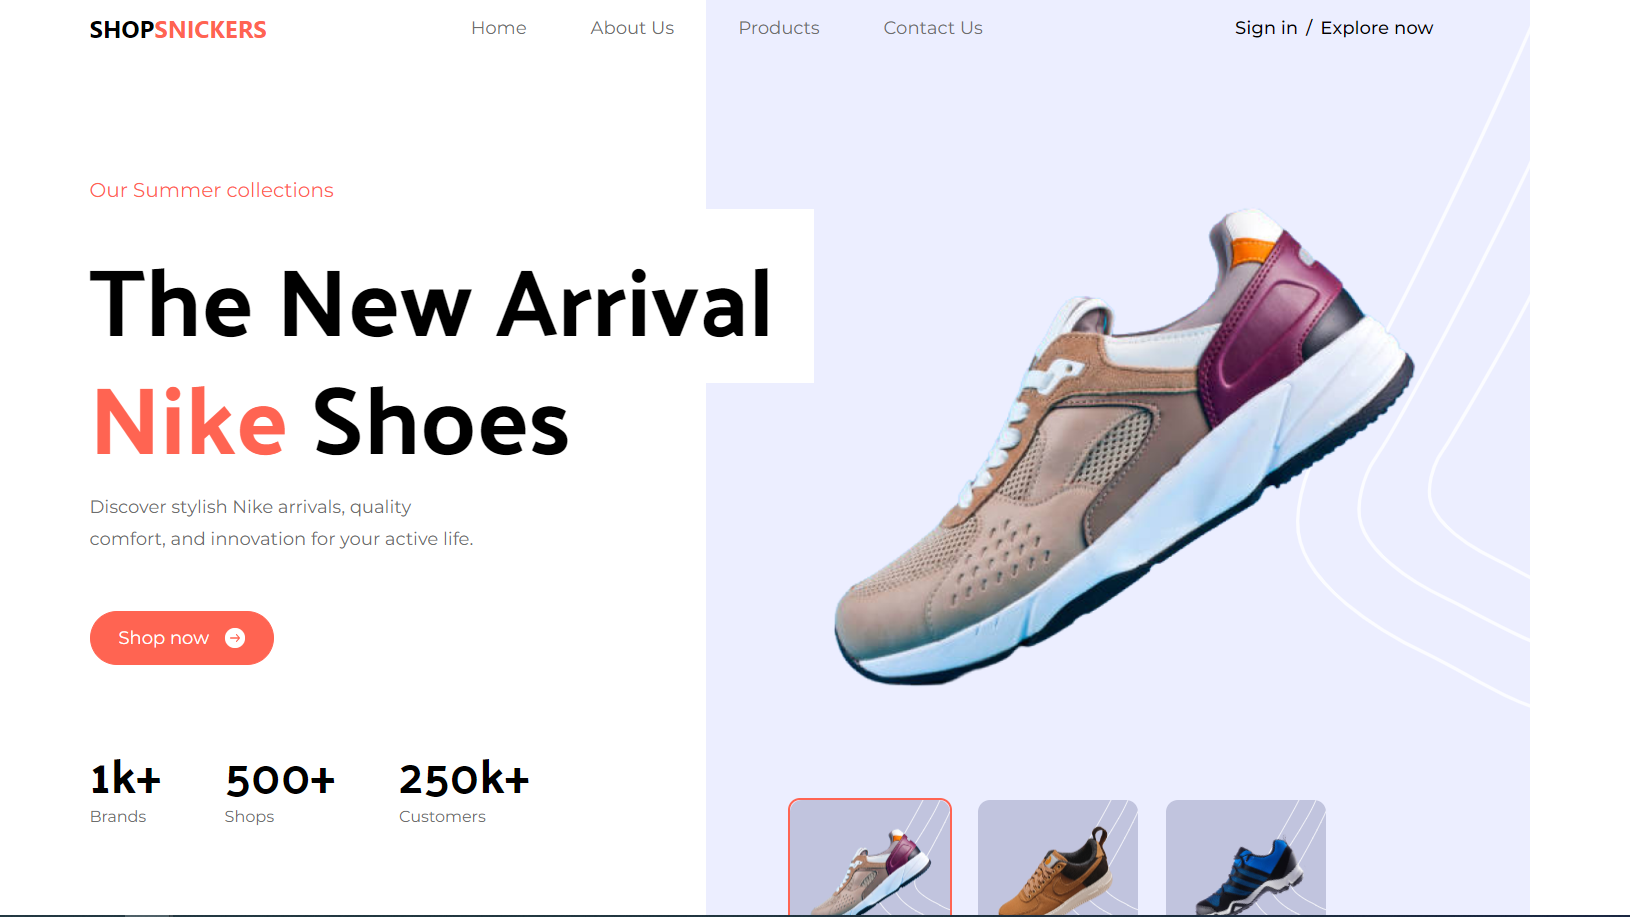 SHOPSNICKERS
Home
About Us
Products
Contact Us
Sign in / Explore now
Our Summer collections
The New Arrival
Nike Shoes
Discover stylish Nike arrivals, quality
comfort, and innovation for your active life.
Shop now
1k+
Brands
500+
Shops
250k+
Customers